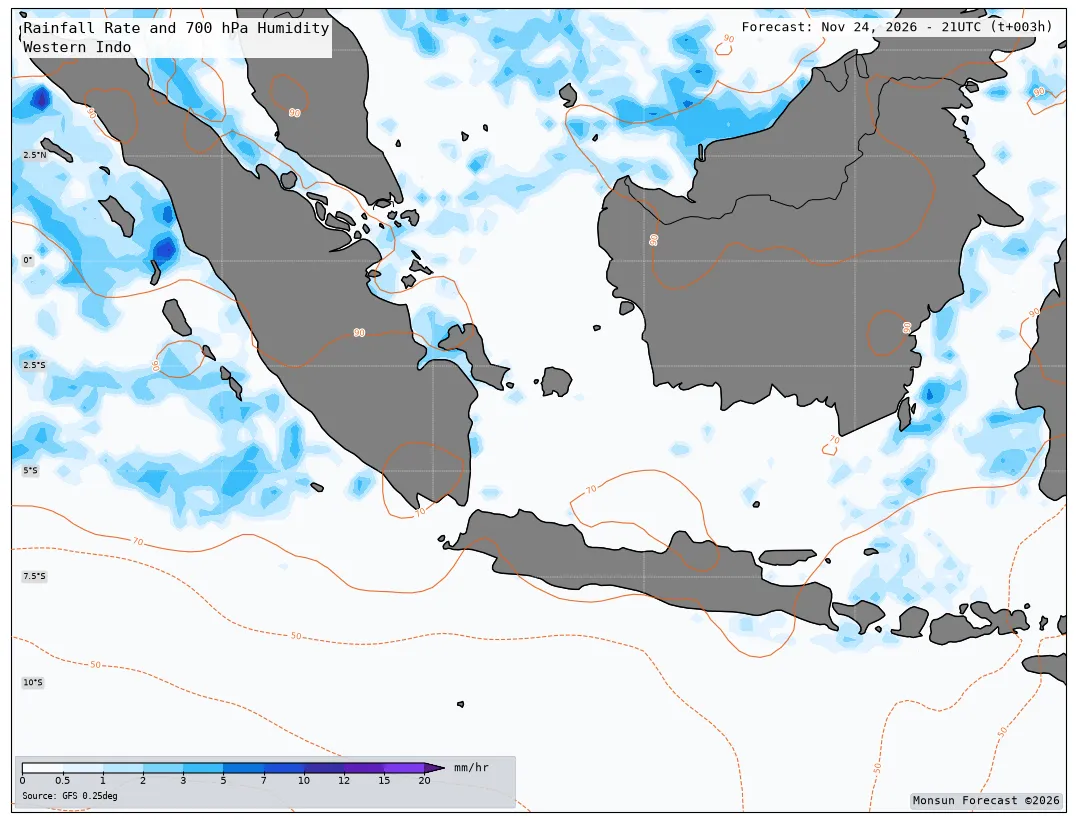 Rainfall Rate and 700 hPa Humidity
Western Indo
Forecast: Nov 24, 2026 - 21UTC (t+003h)
90
90
90
90
2.5°N
90
0°
90
90
90
90
2.5°S
70
5°S
70
70
70
7.5°S
50
50
10°S
50
50
mm/hr
0 0.5 1 2 3 5 7 10 12 15 20
Source: GFS 0.25deg
Monsun Forecast ©2026